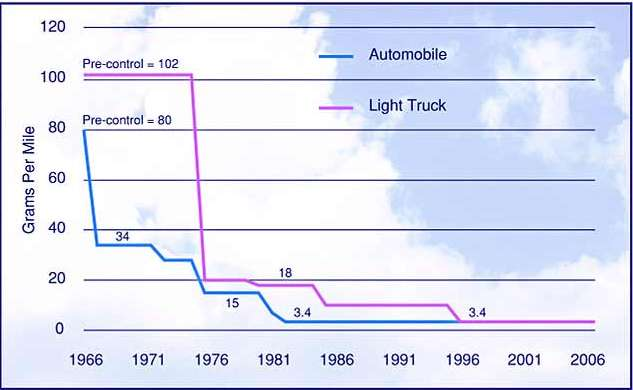 120
Automobile
Pre-control = 102
100
Light Truck
Pre-control = 80
80
Grams Per Mile
60
40
34
20
18
15
3.4
3.4
0
1966 1971 1976 1981 1986 1991 1996 2001 2006